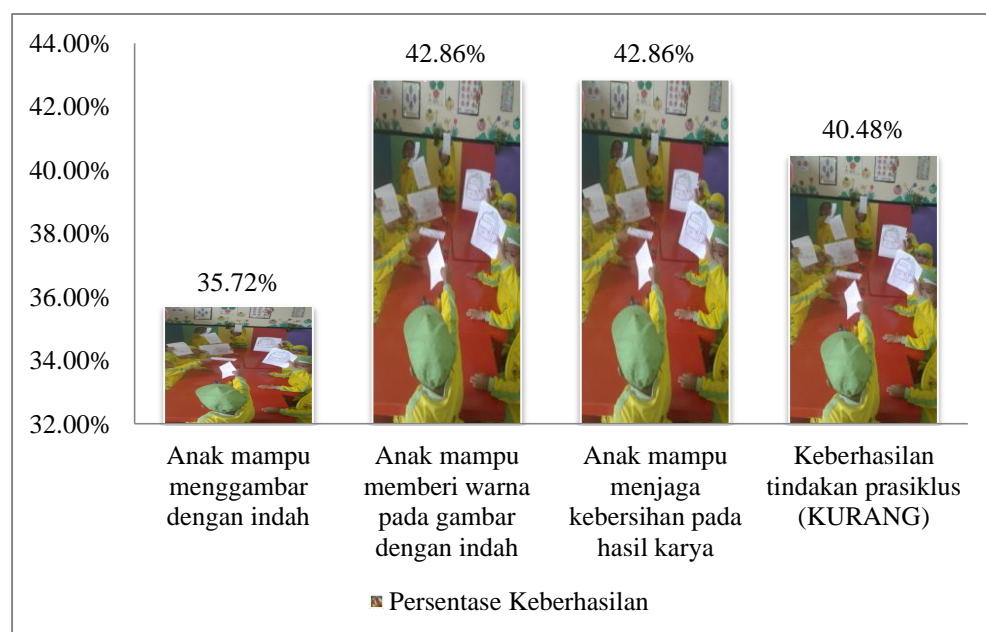 44.00%
42.00%
40.00%
38.00%
36.00%
34.00%
32.00%
35.72%
42.86%
42.86%
40.48%
Anak mampu
menggambar
dengan indah
Anak mampu
memberi warna
pada gambar
dengan indah
Anak mampu
menjaga
kebersihan pada
hasil karya
Keberhasilan
tindakan prasiklus
(KURANG)
Persentase Keberhasilan